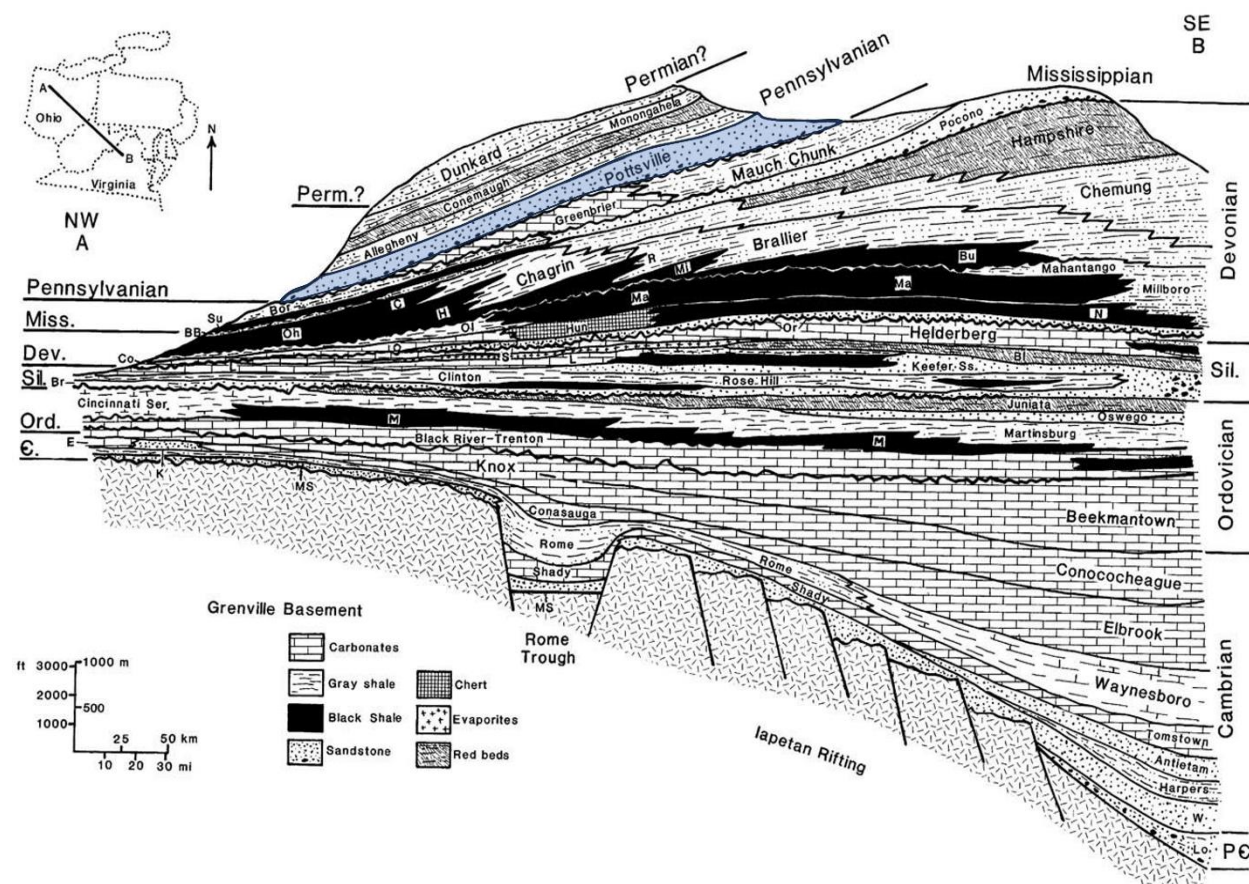 SE
B
A
Ohio
B
Virginia
N
NW
A
Permian?
Pennsylvanian
Mississippian
Perm.?
Pennsylvanian
Miss.
Dev.
Sil.
Ord.
Є.
Dunkard
Monongahela
Conemaugh
Allegheny
Pottsville
Mauch Chunk
Pocono
Hampshire
Greenbrier
Chemung
Brallier
Chagrin
R
Ml
Bu
Mahantango
Millboro
Su
Bor
BB
Oh
C
H
Ol
Ma
Ma
N
Hun
Or
Helderberg
Co
O
S
Bl
Keefer Ss.
Br
Clinton
Rose Hill
Cincinnati Ser.
Juniata
Oswego
M
M
Martinsburg
E
Black River-Trenton
K
MS
Knox
Beekmantown
Conasauga
Rome
Shady
MS
Rome
Shady
Conococheague
Elbrook
Waynesboro
Tomstown
Antietam
Harpers
W.
Lo.
Devonian
Sil.
Ordovician
Cambrian
PЄ
Grenville Basement
Rome
Trough
Iapetan Rifting
Carbonates
Gray shale
Black Shale
Sandstone
Chert
Evaporites
Red beds
ft 3000 1000 m
2000
500
1000
25 50 km
10 20 30 mi